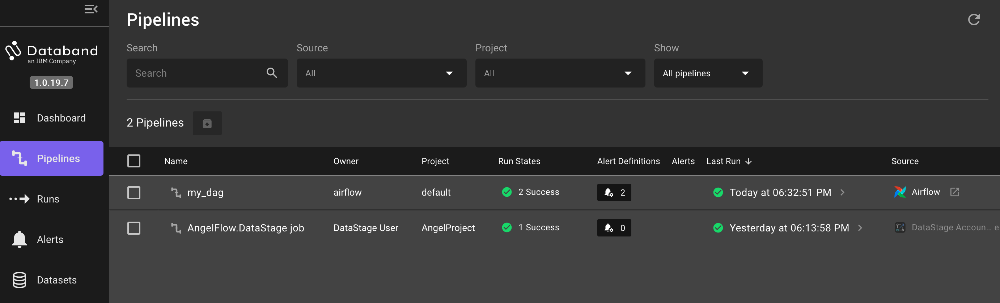 Databand
an IBM Company
1.0.19.7
Dashboard
Pipelines
Runs
Alerts
Datasets
Pipelines
Search Source Project Show
Search All All All pipelines
2 Pipelines
Name Owner Project Run States Alert Definitions Alerts Last Run Source
my_dag airflow default 2 Success 2 Today at 06:32:51 PM Airflow
AngelFlow.DataStage job DataStage User AngelProject 1 Success 0 Yesterday at 06:13:58 PM DataStage Accoun...